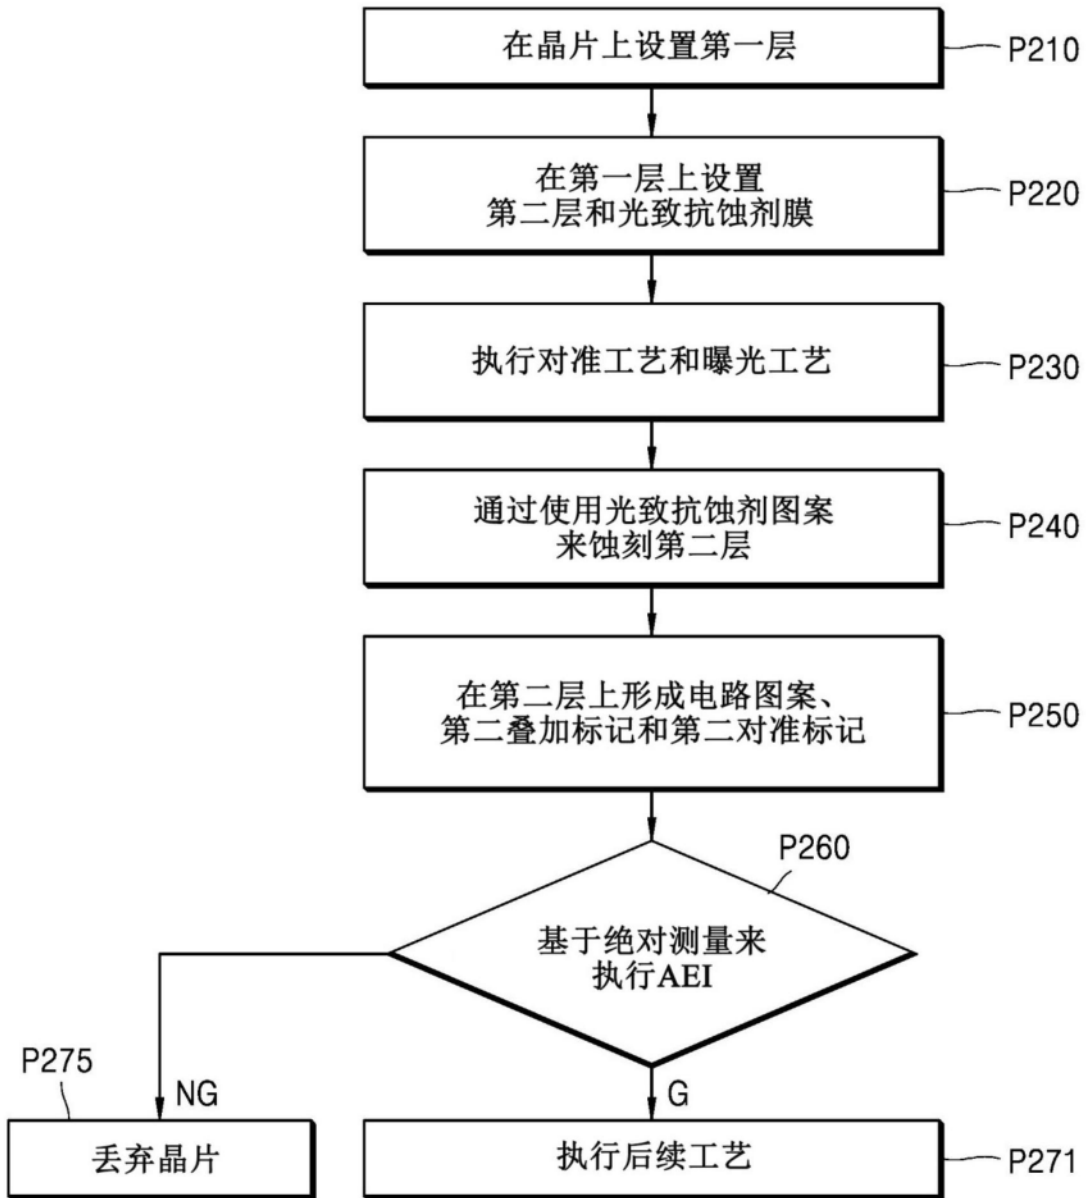 在晶片上设置第一层
P210
在第一层上设置
第二层和光致抗蚀剂膜
P220
执行对准工艺和曝光工艺
P230
通过使用光致抗蚀剂图案
来蚀刻第二层
P240
在第二层上形成电路图案、
第二叠加标记和第二对准标记
P250
P260
基于绝对测量来
执行AEI
P275
NG
G
丢弃晶片
执行后续工艺
P271